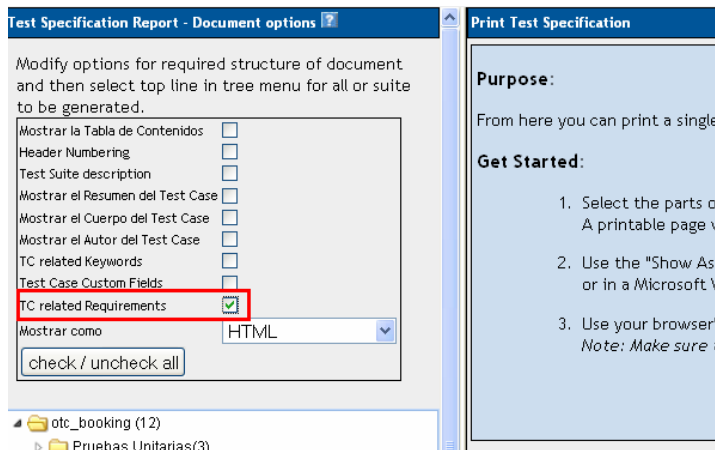 Test Specification Report - Document options ?
Modify options for required structure of document
and then select top line in tree menu for all or suite
to be generated.
Mostrar la Tabla de Contenidos
Header Numbering
Test Suite description
Mostrar el Resumen del Test Case
Mostrar el Cuerpo del Test Case
Mostrar el Autor del Test Case
TC related Keywords
Test Case Custom Fields
TC related Requirements
Mostrar como HTML
check / uncheck all
otc_booking (12)
Pruebas Unitarias(3)
Print Test Specification
Purpose:
From here you can print a single
Get Started:
1. Select the parts
A printable page
2. Use the "Show As
or in a Microsoft
3. Use your browser'
Note: Make sure